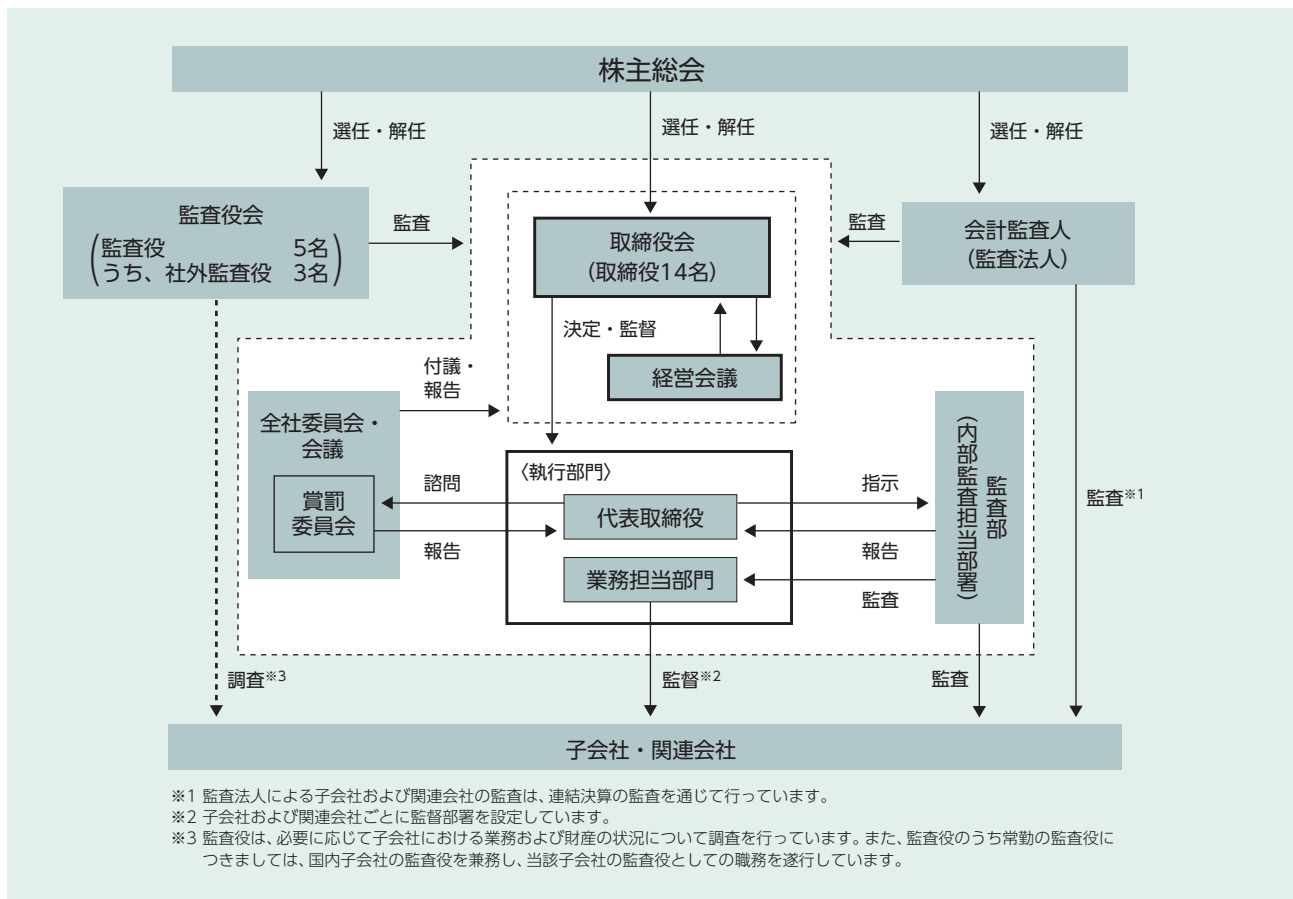 株主総会
選任・解任
選任・解任
選任・解任
監査役会
監査役 5名
うち、社外監査役 3名
監査
取締役会
(取締役14名)
監査
会計監査人
(監査法人)
決定・監督
経営会議
付議・
報告
全社委員会・
会議
賞罰
委員会
諮問
報告
〈執行部門〉
代表取締役
業務担当部門
指示
報告
監査
監査部
(内部監査担当部署)
監査※1
調査※3
監督※2
監査
子会社・関連会社
※1 監査法人による子会社および関連会社の監査は、連結決算の監査を通じて行っています。
※2 子会社および関連会社ごとに監督部署を設定しています。
※3 監査役は、必要に応じて子会社における業務および財産の状況について調査を行っています。また、監査役のうち常勤の監査役に
つきましては、国内子会社の監査役を兼務し、当該子会社の監査役としての職務を遂行しています。